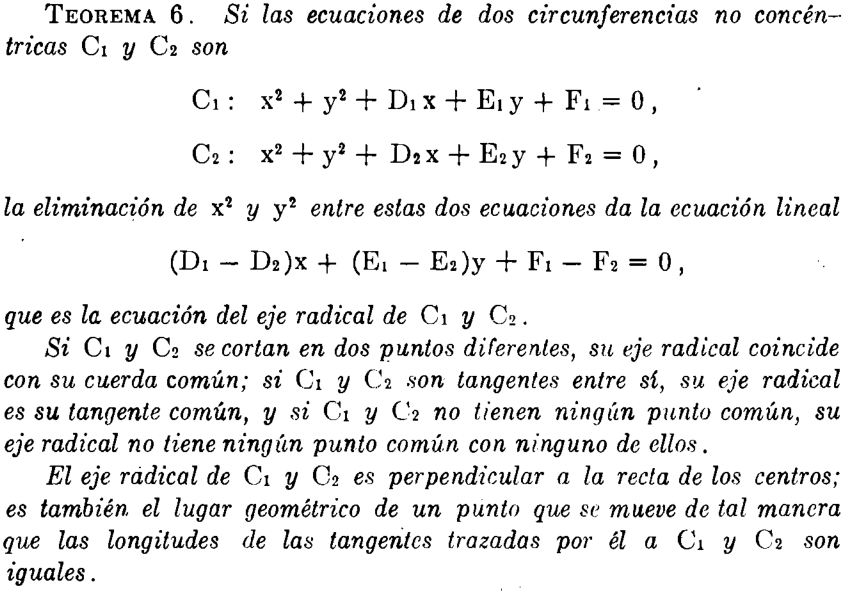 TEOREMA 6. Si las ecuaciones de dos circunferencias no concén-
tricas C₁ y C₂ son
C₁: x² + y² + D₁x + E₁y + F₁ = 0,
C₂: x² + y² + D₂x + E₂y + F₂ = 0,
la eliminación de x² y y² entre estas dos ecuaciones da la ecuación lineal
(D₁ − D₂)x + (E₁ − E₂)y + F₁ − F₂ = 0,
que es la ecuación del eje radical de C₁ y C₂.
Si C₁ y C₂ se cortan en dos puntos diferentes, su eje radical coincide
con su cuerda común; si C₁ y C₂ son tangentes entre sí, su eje radical
es su tangente común, y si C₁ y C₂ no tienen ningún punto común, su
eje radical no tiene ningún punto común con ninguno de ellos.
El eje radical de C₁ y C₂ es perpendicular a la recta de los centros;
es también el lugar geométrico de un punto que se mueve de tal manera
que las longitudes de las tangentes trazadas por él a C₁ y C₂ son
iguales.